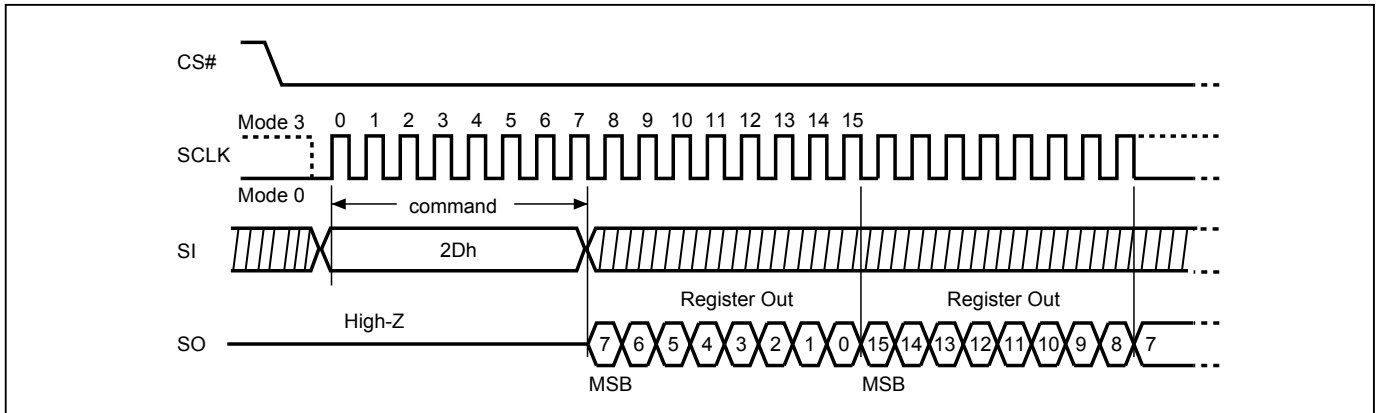 CS#
Mode 3 0 1 2 3 4 5 6 7 8 9 10 11 12 13 14 15
SCLK
Mode 0
command
SI 2Dh
Register Out Register Out
High-Z
SO 7 6 5 4 3 2 1 0 15 14 13 12 11 10 9 8 7
MSB MSB